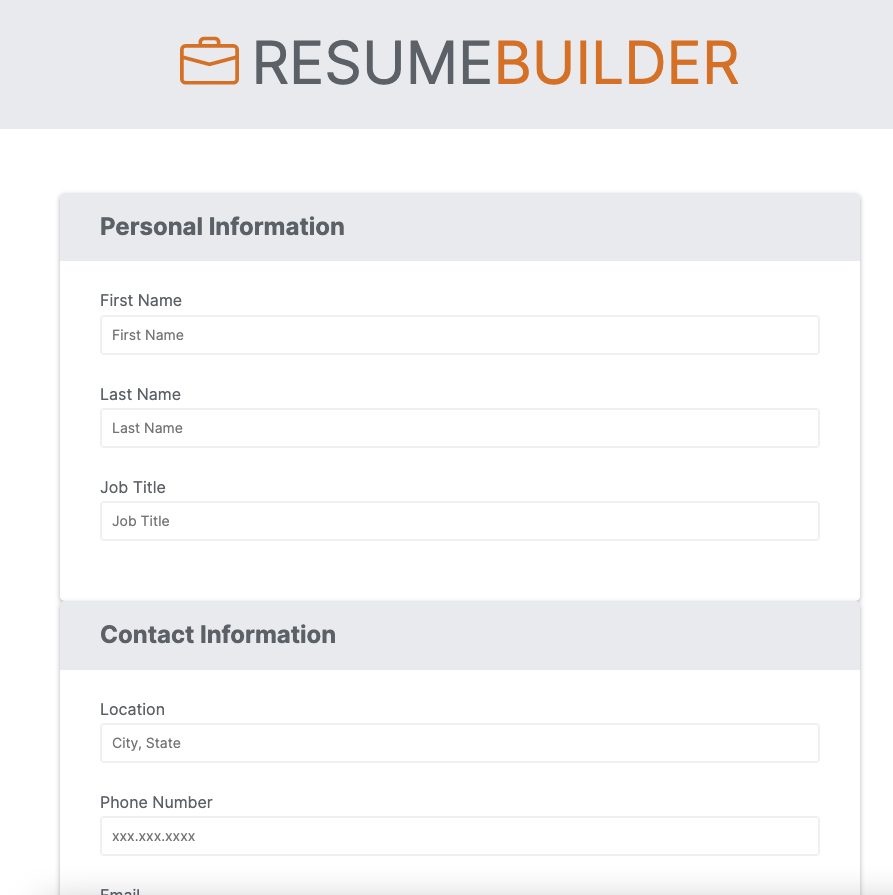 RESUMEBUILDER
Personal Information
First Name
First Name
Last Name
Last Name
Job Title
Job Title
Contact Information
Location
City, State
Phone Number
xxx.xxx.xxxx
Email